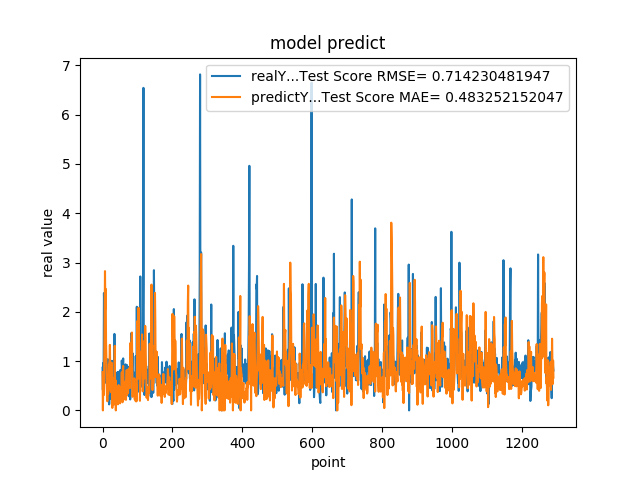 model predict
realY...Test Score RMSE= 0.714230481947
predictY...Test Score MAE= 0.483252152047
real value
7
6
5
4
3
2
1
0
0 200 400 600 800 1000 1200
point